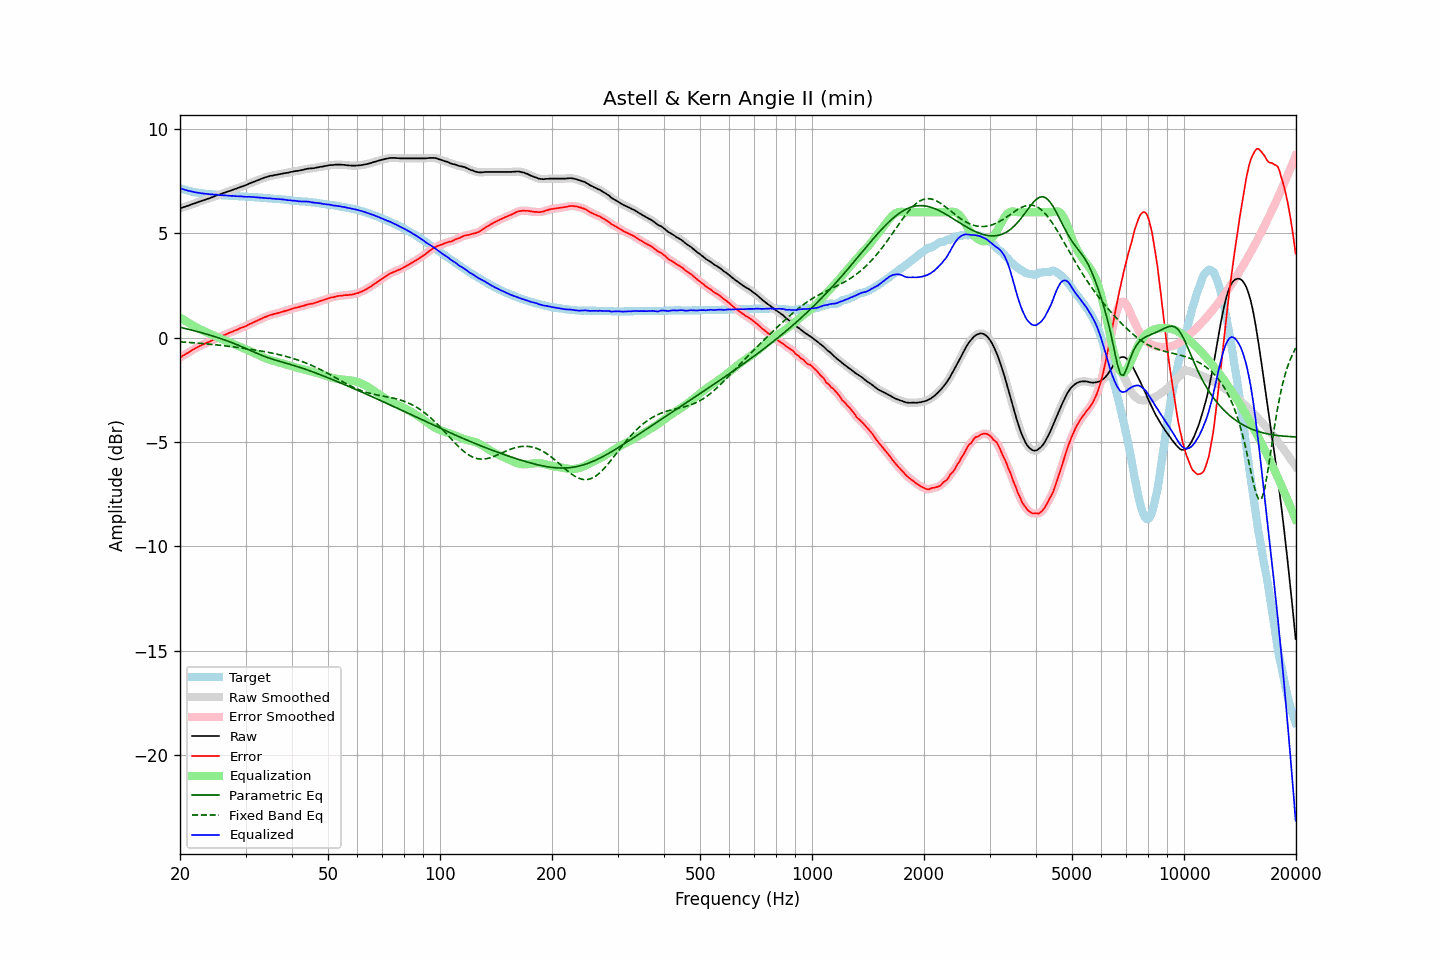 Astell & Kern Angie II (min)
Amplitude (dBr)
10
5
0
−5
−10
−15
−20
Target
Raw Smoothed
Error Smoothed
Raw
Error
Equalization
Parametric Eq
Fixed Band Eq
Equalized
20 50 100 200 500 1000 2000 5000 10000 20000
Frequency (Hz)